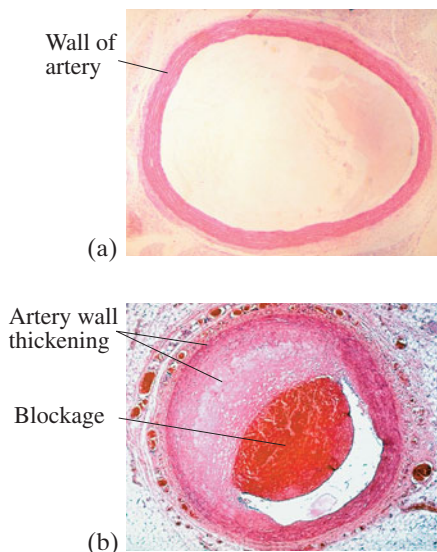 Wall of
artery
(a)
Artery wall
thickening
Blockage
(b)